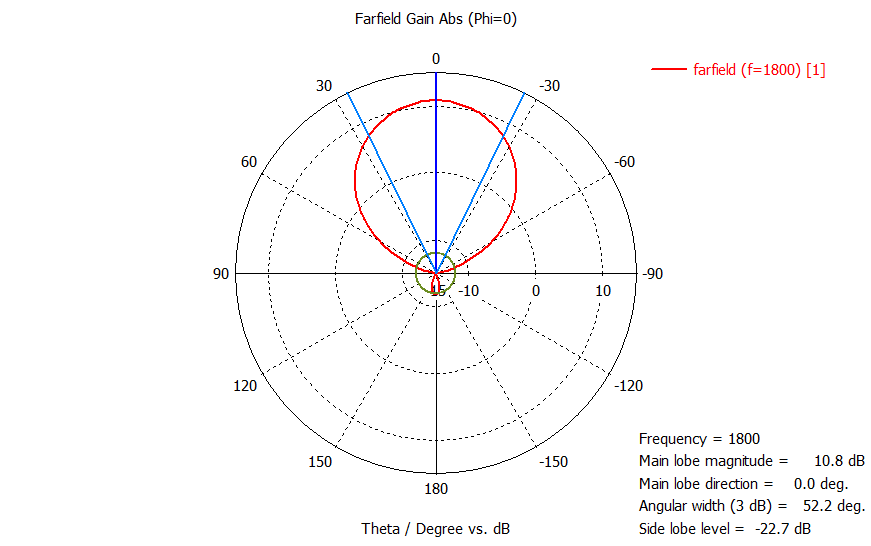 Farfield Gain Abs (Phi=0)
farfield (f=1800) [1]
0
30
-30
60
-60
90
-90
-15 -10 0 10
120
-120
150
-150
180
Frequency = 1800
Main lobe magnitude = 10.8 dB
Main lobe direction = 0.0 deg.
Angular width (3 dB) = 52.2 deg.
Side lobe level = -22.7 dB
Theta / Degree vs. dB